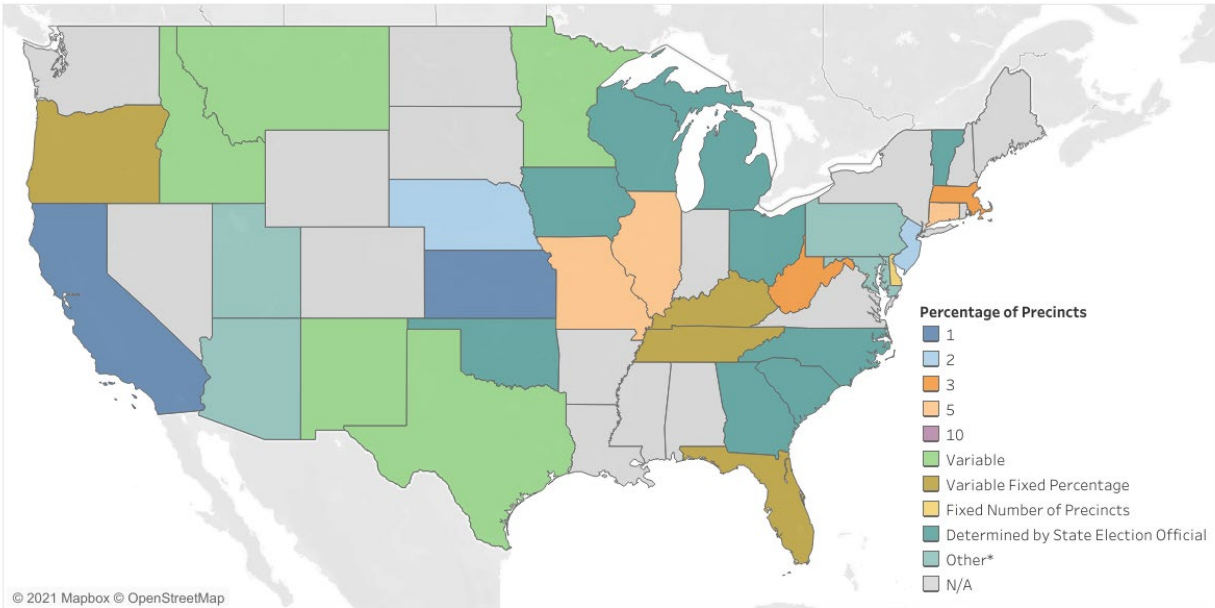 Percentage of Precincts
1
2
3
5
10
Variable
Variable Fixed Percentage
Fixed Number of Precincts
Determined by State Election Official
Other*
N/A
© 2021 Mapbox © OpenStreetMap